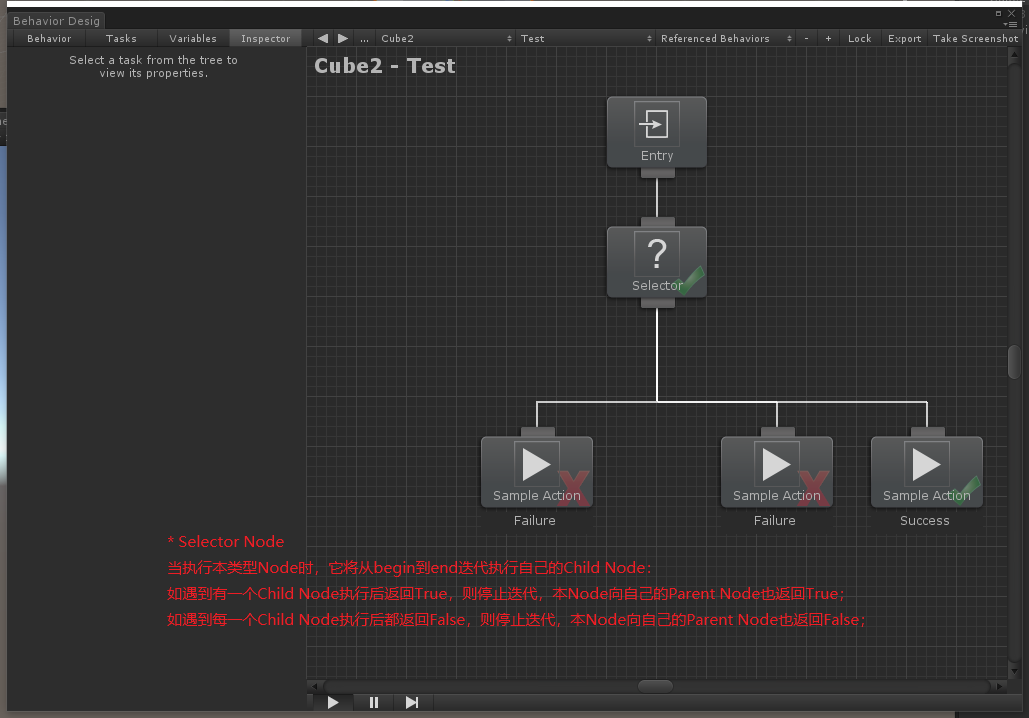 Behavior Desig
Behavior Tasks Variables Inspector ... Cube2 Test Referenced Behaviors - + Lock Export Take Screenshot
Select a task from the tree to
view its properties.
Cube2 - Test
Entry
?
Selector
Sample Action Sample Action Sample Action
Failure Failure Success
* Selector Node
当执行本类型Node时，它将从begin到end迭代执行自己的Child Node：
如遇到有一个Child Node执行后返回True，则停止迭代，本Node向自己的Parent Node也返回True；
如遇到每一个Child Node执行后都返回False，则停止迭代，本Node向自己的Parent Node也返回False；